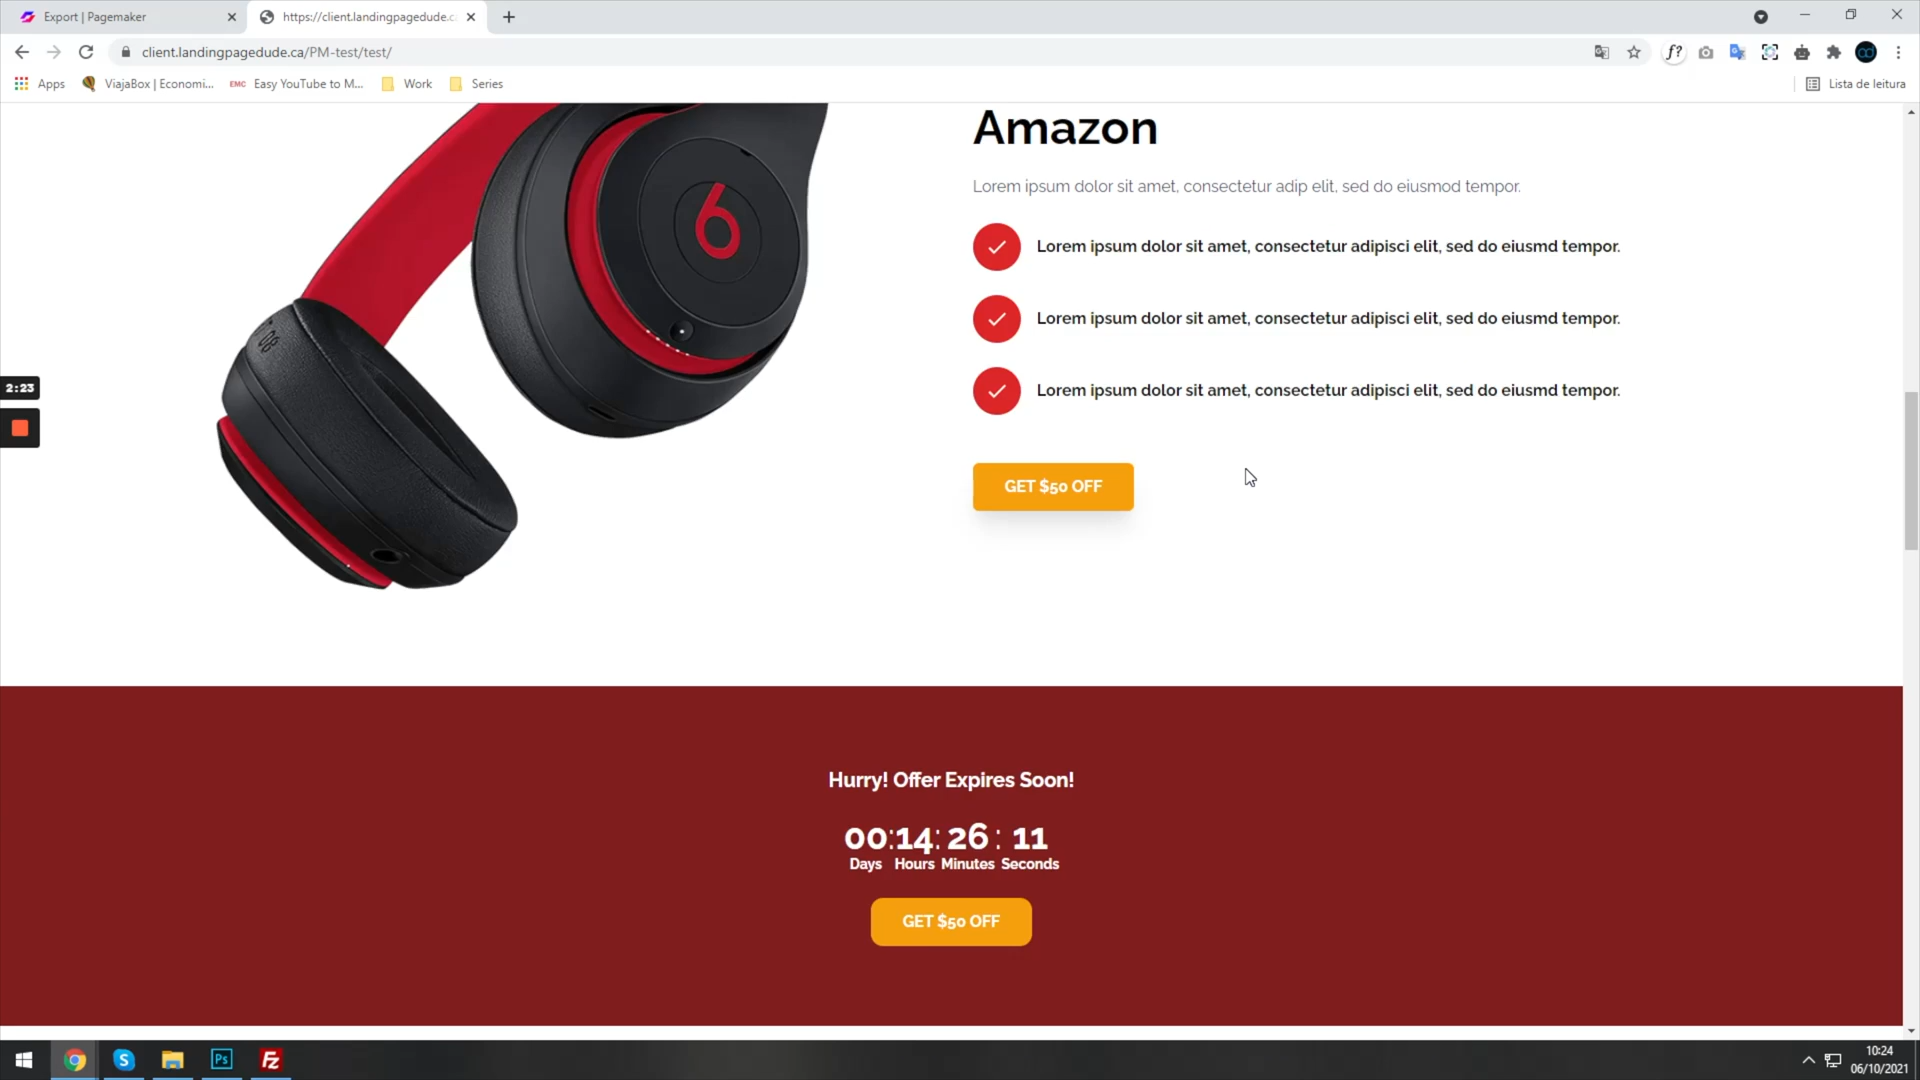 Export | Pagemaker
https://client.landingpagedude.c
client.landingpagedude.ca/PM-test/test/
f?
Apps
ViajaBox | Economi...
EMC
Easy YouTube to M...
Work
Series
Lista de leitura
Amazon
Lorem ipsum dolor sit amet, consectetur adip elit, sed do eiusmod tempor.
Lorem ipsum dolor sit amet, consectetur adipisci elit, sed do eiusmd tempor.
Lorem ipsum dolor sit amet, consectetur adipisci elit, sed do eiusmd tempor.
Lorem ipsum dolor sit amet, consectetur adipisci elit, sed do eiusmd tempor.
2:23
GET $50 OFF
Hurry! Offer Expires Soon!
00:14: 26 : 11
Days Hours Minutes Seconds
GET $50 OFF
S
Ps
Fz
10:24
06/10/2021